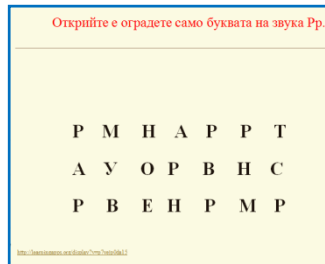 Открийте е оградете само буквата на звука Рр.
Р М Н А Р Р Т
А У О Р В Н С
Р В Е Н Р М Р